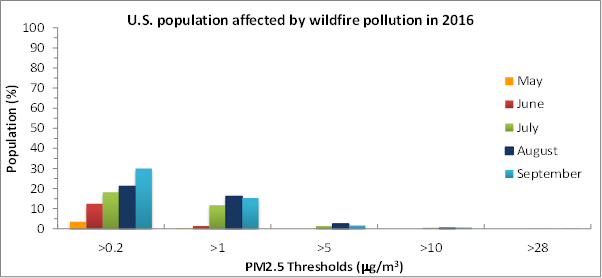 U.S. population affected by wildfire pollution in 2016
Population (%)
100
90
80
70
60
50
40
30
20
10
0
>0.2 >1 >5 >10 >28
PM2.5 Thresholds (μg/m³)
May
June
July
August
September